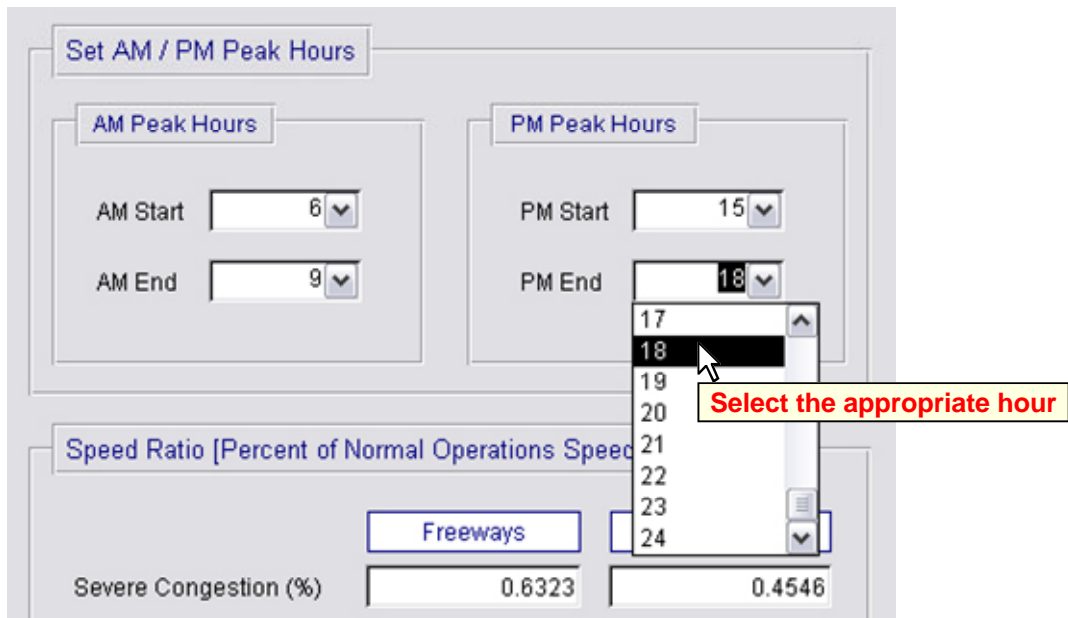 Set AM / PM Peak Hours
AM Peak Hours
PM Peak Hours
AM Start 6
PM Start 15
AM End 9
PM End 18
17
18
19
Select the appropriate hour
20
21
22
23
24
Speed Ratio [Percent of Normal Operations Speed
Freeways
Severe Congestion (%) 0.6323 0.4546